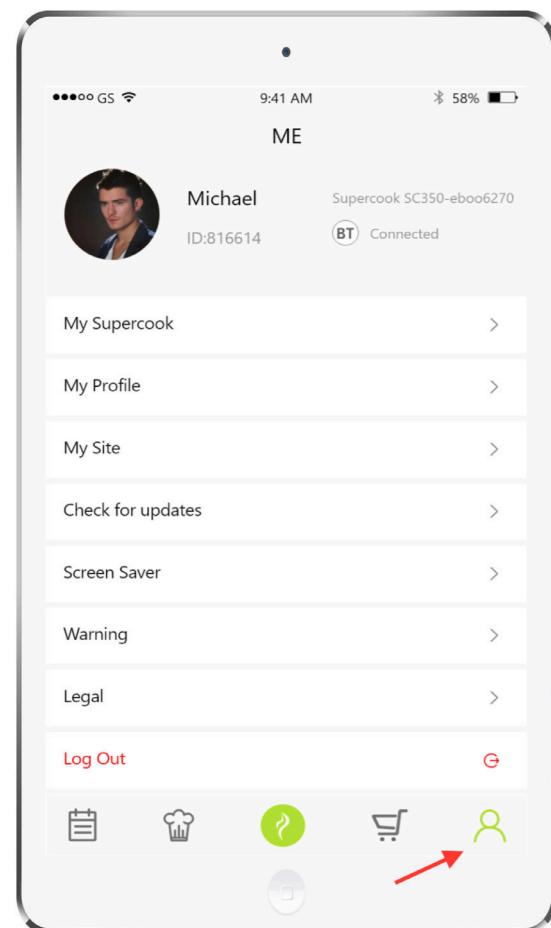 GS 9:41 AM 58%
ME
Michael Supercook SC350-eboo6270
ID:816614 BT Connected
My Supercook
My Profile
My Site
Check for updates
Screen Saver
Warning
Legal
Log Out